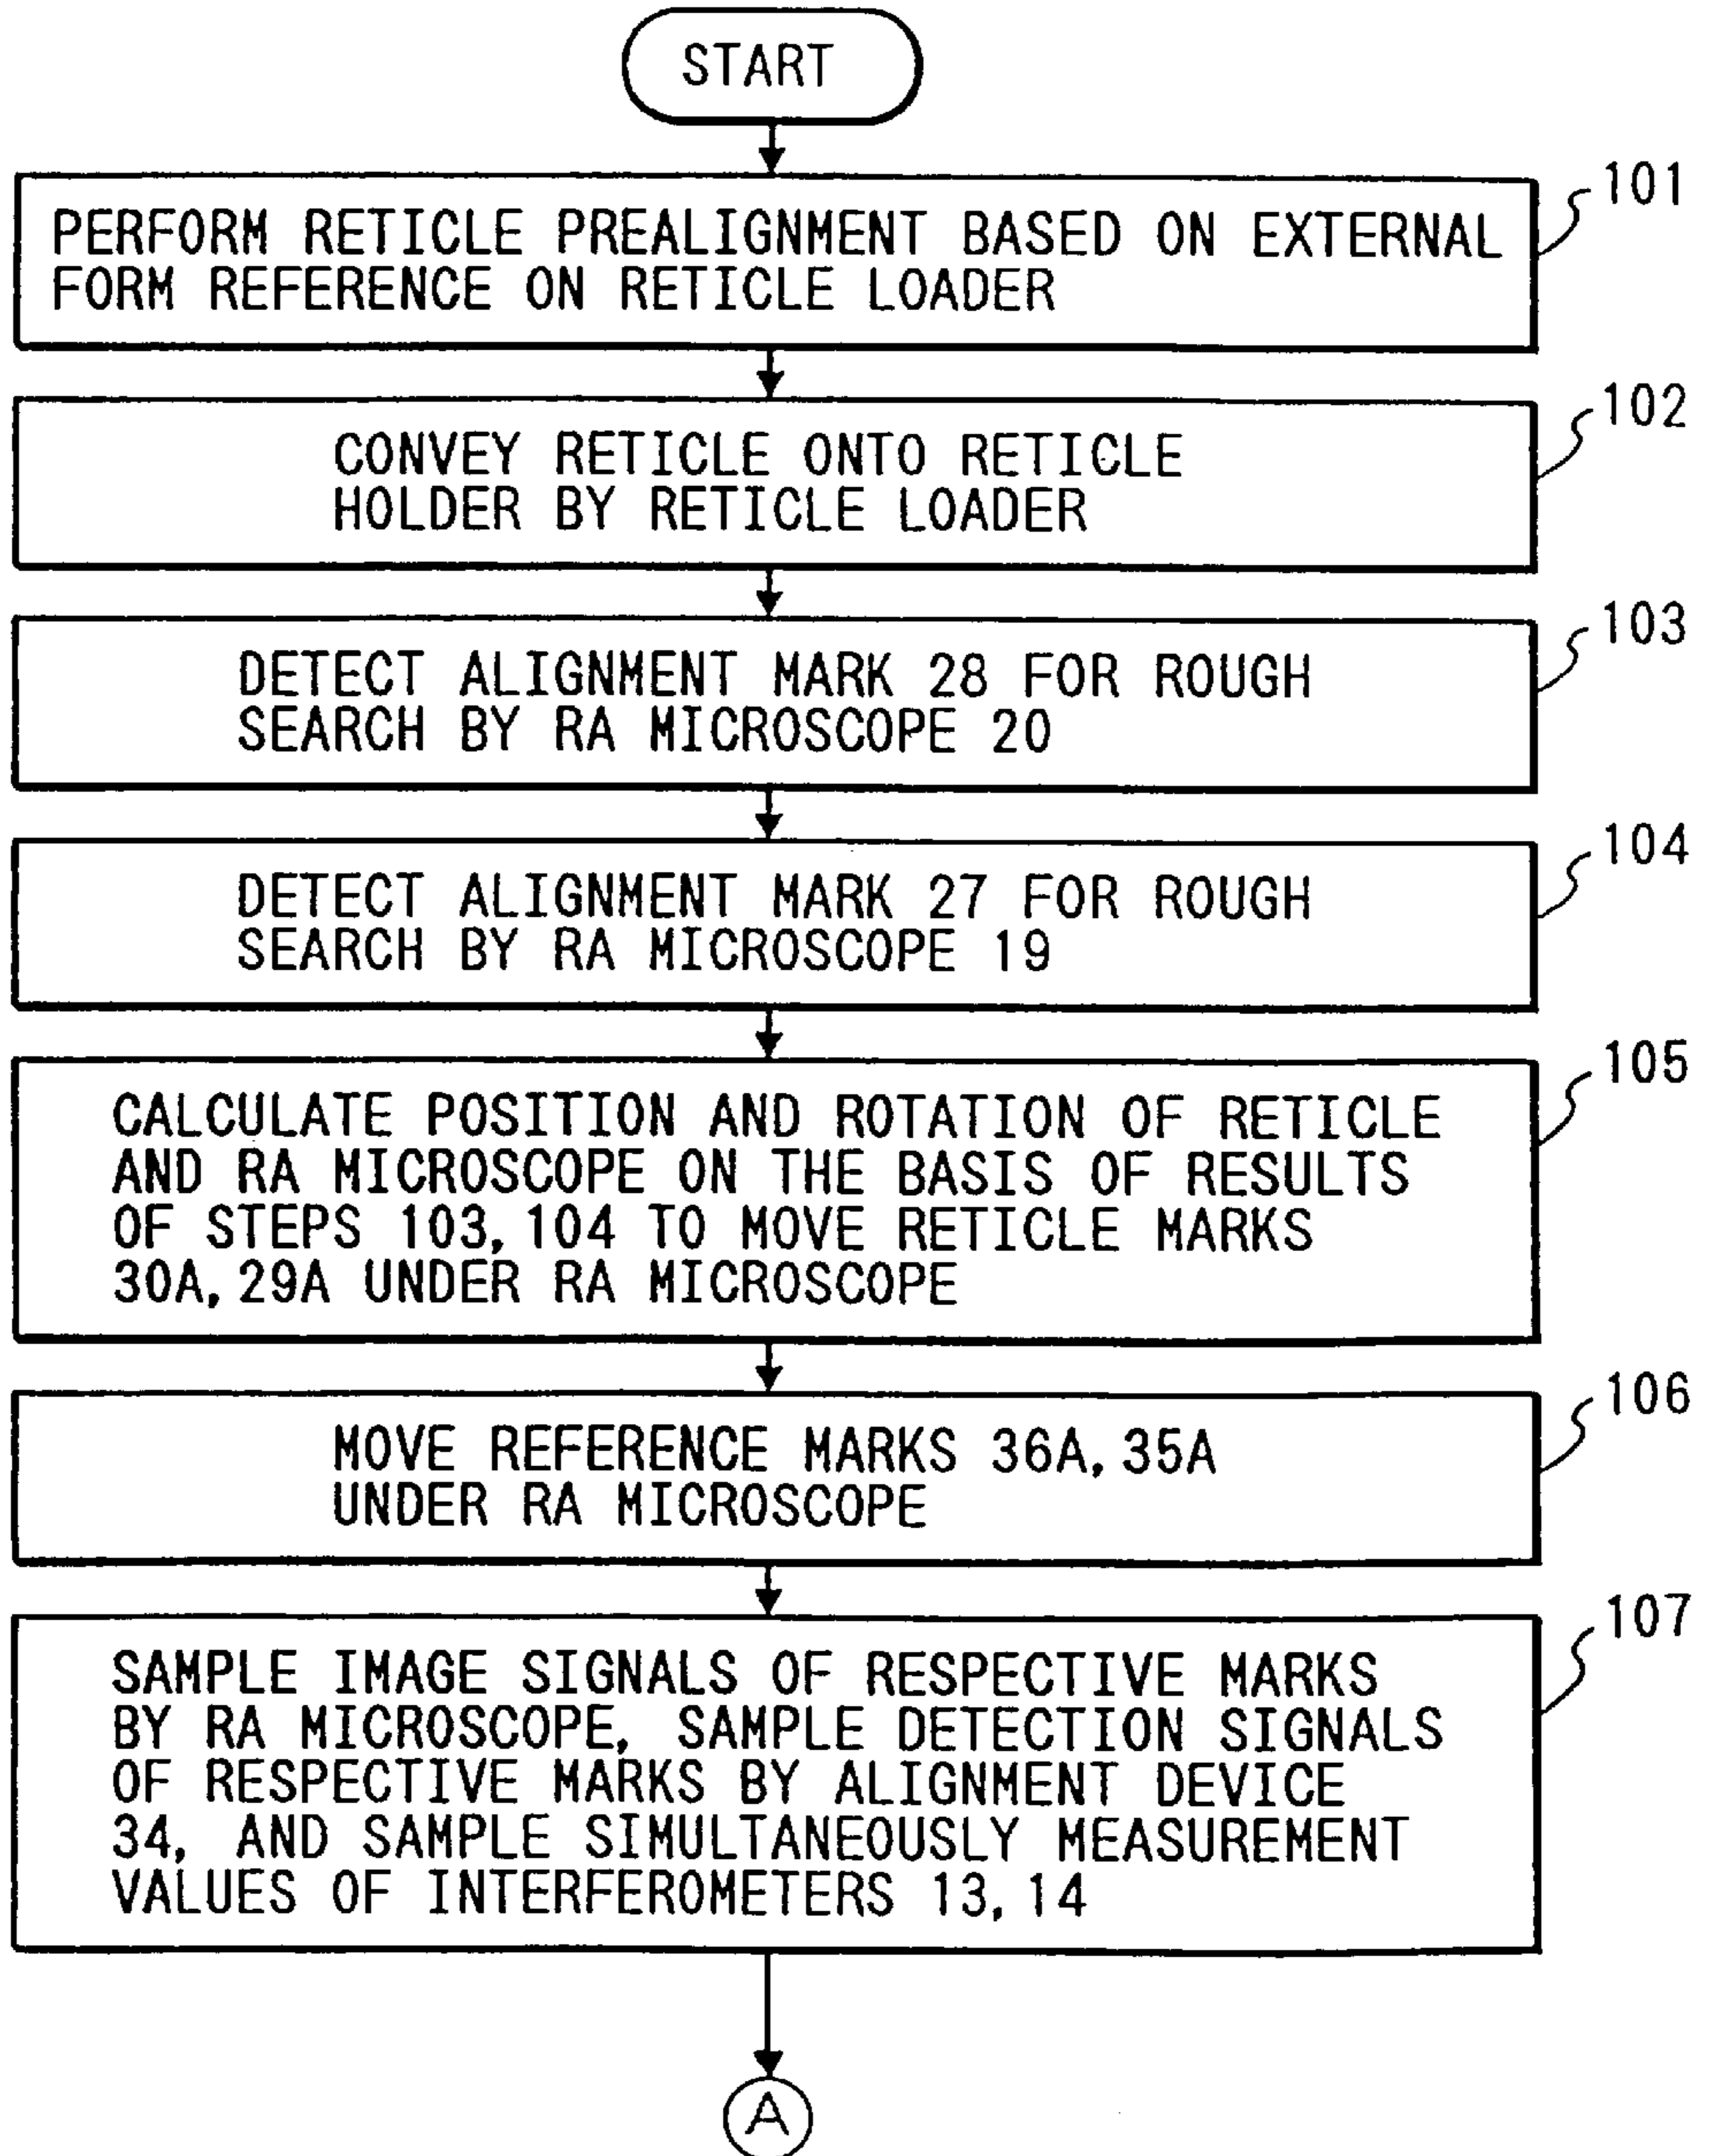 START
101
PERFORM RETICLE PREALIGNMENT BASED ON EXTERNAL
FORM REFERENCE ON RETICLE LOADER
102
CONVEY RETICLE ONTO RETICLE
HOLDER BY RETICLE LOADER
103
DETECT ALIGNMENT MARK 28 FOR ROUGH
SEARCH BY RA MICROSCOPE 20
104
DETECT ALIGNMENT MARK 27 FOR ROUGH
SEARCH BY RA MICROSCOPE 19
105
CALCULATE POSITION AND ROTATION OF RETICLE
AND RA MICROSCOPE ON THE BASIS OF RESULTS
OF STEPS 103, 104 TO MOVE RETICLE MARKS
30A, 29A UNDER RA MICROSCOPE
106
MOVE REFERENCE MARKS 36A, 35A
UNDER RA MICROSCOPE
107
SAMPLE IMAGE SIGNALS OF RESPECTIVE MARKS
BY RA MICROSCOPE, SAMPLE DETECTION SIGNALS
OF RESPECTIVE MARKS BY ALIGNMENT DEVICE
34, AND SAMPLE SIMULTANEOUSLY MEASUREMENT
VALUES OF INTERFEROMETERS 13, 14
A